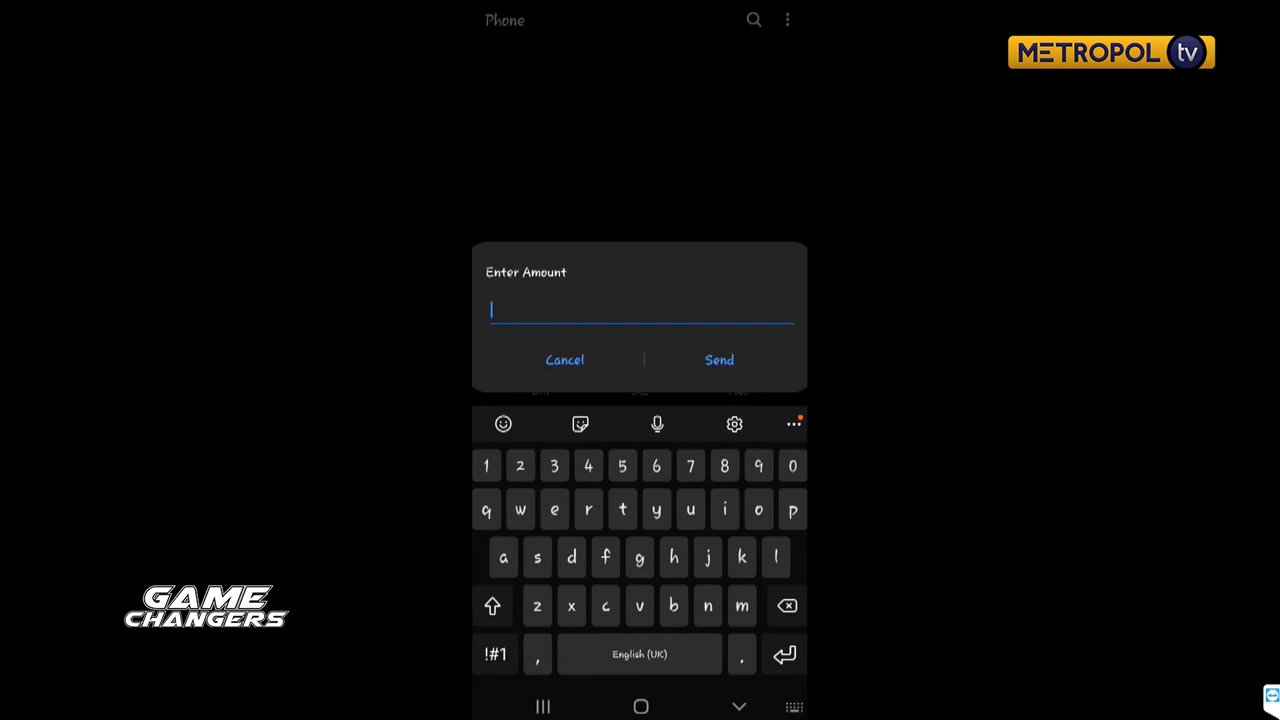 Phone
METROPOL tv
Enter Amount
Cancel
Send
1 2 3 4 5 6 7 8 9 0
q w e r t y u i o p
a s d f g h j k l
z x c v b n m
GAME
CHANGERS
!#1 , English (UK) .